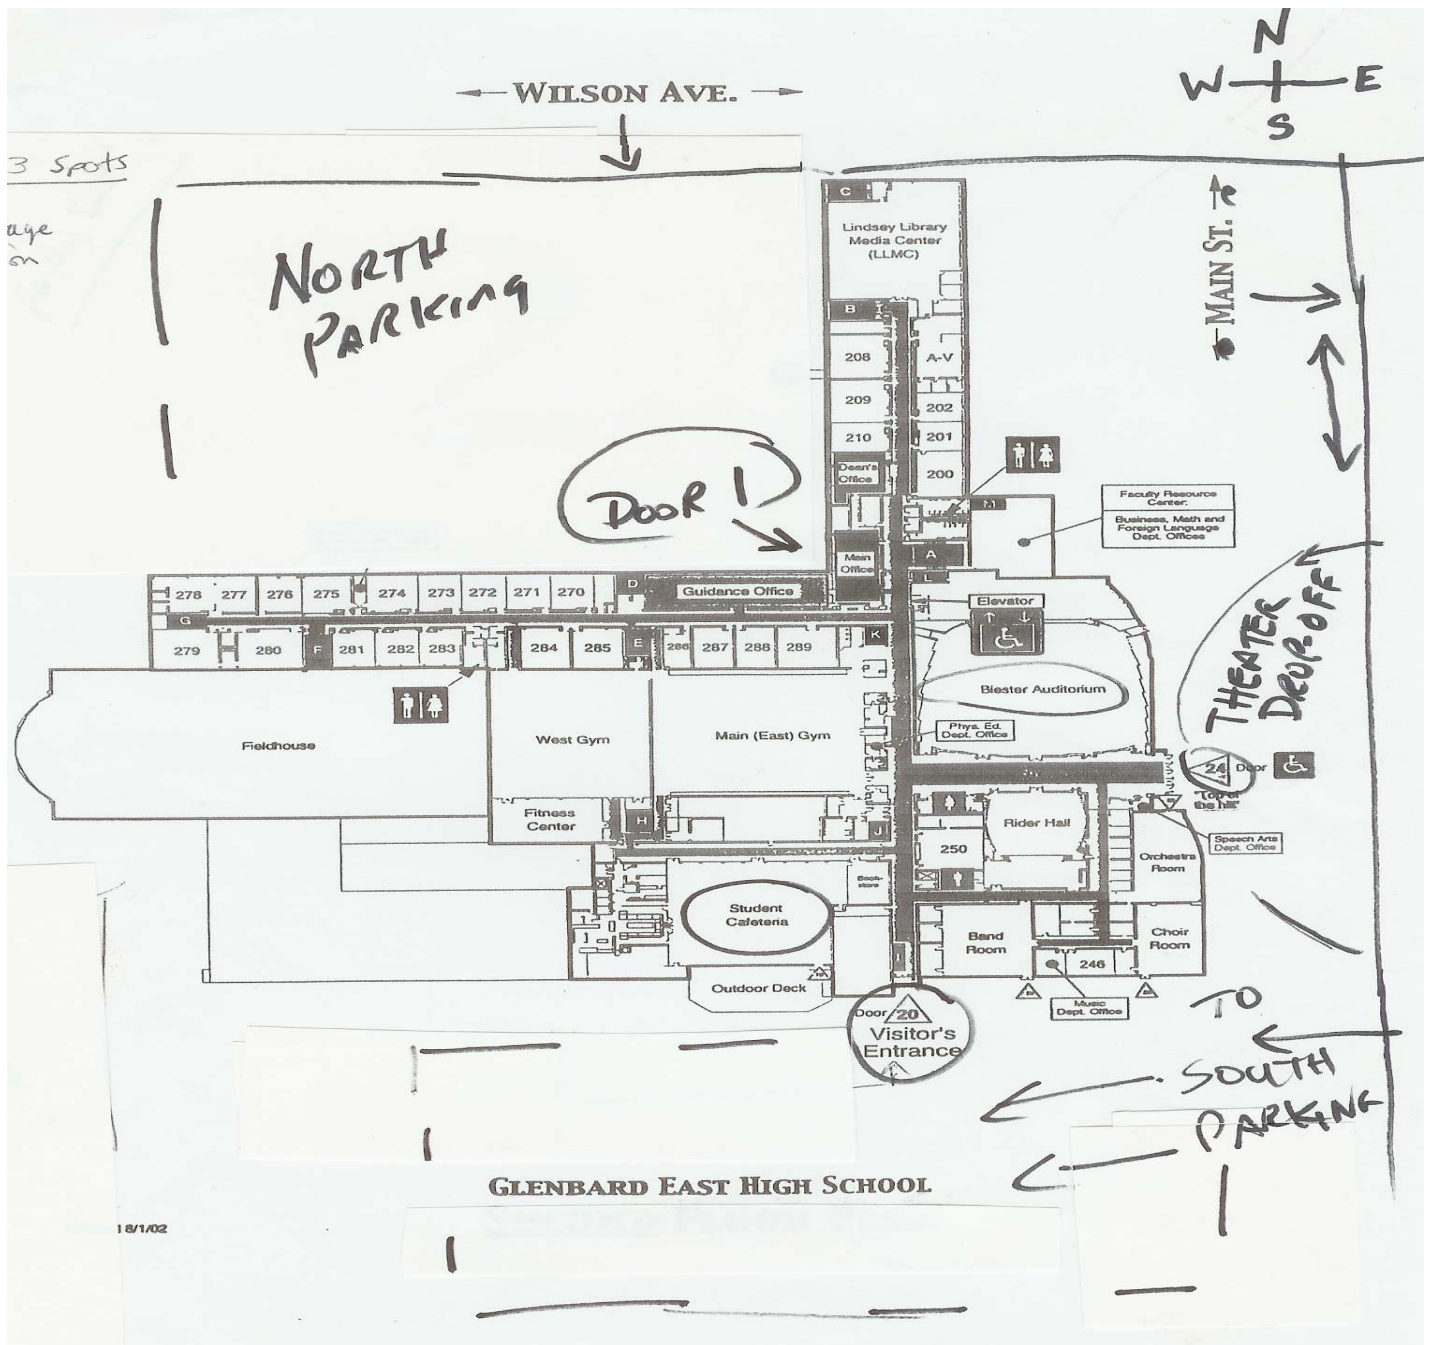 N
W E
S
WILSON AVE.
3 Spots
NORTH
PARKING
MAIN ST.
C
Lindsey Library
Media Center
(LLMC)
B
208
A-V
209
202
210
201
Dean's
Office
200
DOOR 1
Faculty Resource
Center.
Business, Math and
Foreign Language
Dept. Offices
Main
Office
A
L
D
Guidance Office
278
277
276
275
274
273
272
271
270
Elevator
G
279
280
F
281
282
283
284
285
E
286
287
288
289
K
THEATER
DROP-OFF
Biester Auditorium
Fieldhouse
West Gym
Main (East) Gym
Phys. Ed.
Dept. Office
24 Door
"Top of
the hill"
Fitness
Center
H
J
Rider Hall
250
Speech Arts
Dept. Office
Orchestra
Room
Book-
store
Student
Cafeteria
Band
Room
Choir
Room
246
I
Outdoor Deck
Music
Dept. Office
Door 20
Visitor's
Entrance
TO
SOUTH
PARKING
GLENBARD EAST HIGH SCHOOL
8/1/02